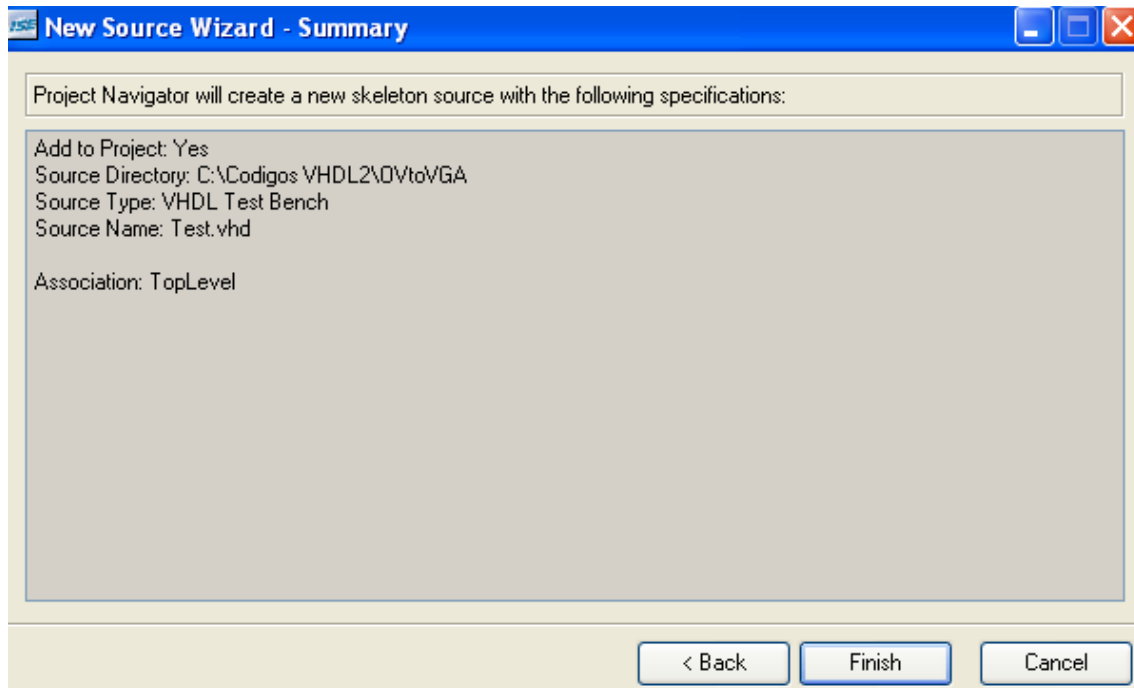 ISE New Source Wizard - Summary
Project Navigator will create a new skeleton source with the following specifications:
Add to Project: Yes
Source Directory: C:\Codigos VHDL2\OVtoVGA
Source Type: VHDL Test Bench
Source Name: Test.vhd
Association: TopLevel
< Back Finish Cancel